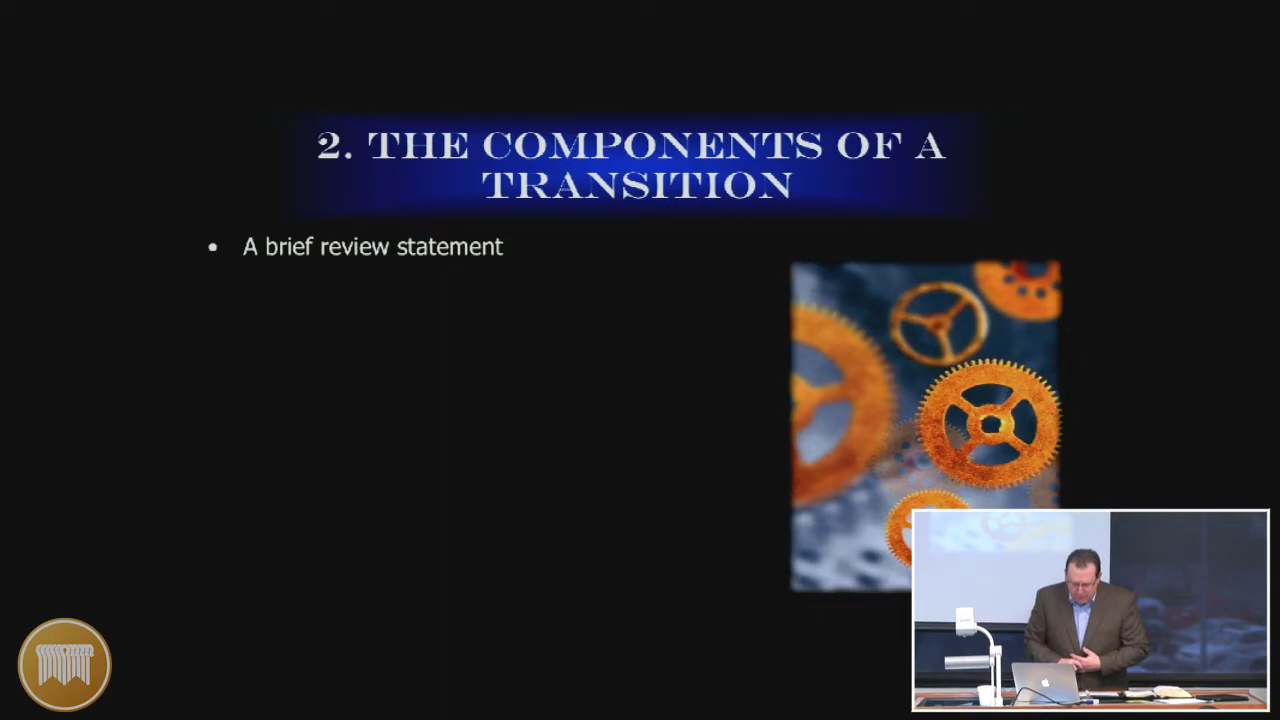 2. THE COMPONENTS OF A
TRANSITION
• A brief review statement